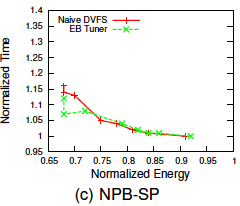 1.4
1.35
1.3
1.25
1.2
1.15
1.1
1.05
1
0.95
Normalized Time
Naive DVFS
EB Tuner
0.65 0.7 0.75 0.8 0.85 0.9 0.95 1
Normalized Energy
(c) NPB-SP